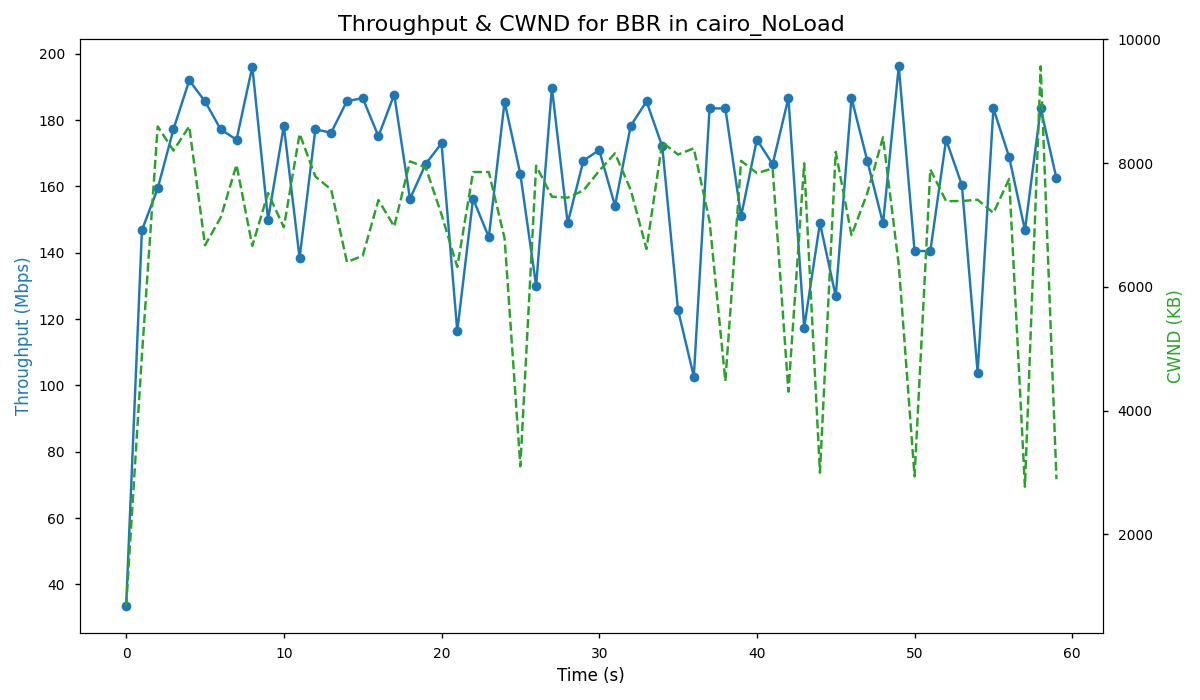 Throughput & CWND for BBR in cairo_NoLoad
Throughput (Mbps)
200
180
160
140
120
100
80
60
40
10000
8000
6000
4000
2000
CWND (KB)
0 10 20 30 40 50 60
Time (s)